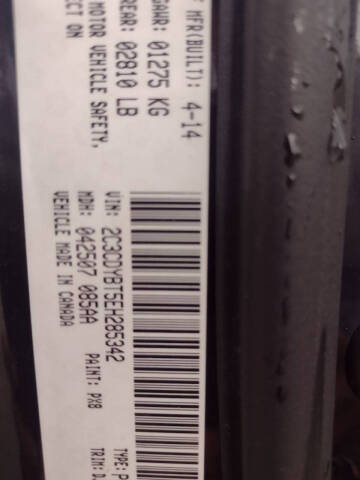 MFR(BUILT): 4-14
GAWR: 01275 KG
REAR: 02810 LB
MOTOR VEHICLE SAFETY,
ECT ON
VIN: 2C3CDYBT5EH285342 TYPE: P
MDH: 042507 085AA PAINT: PX8 TRIM: D
VEHICLE MADE IN CANADA